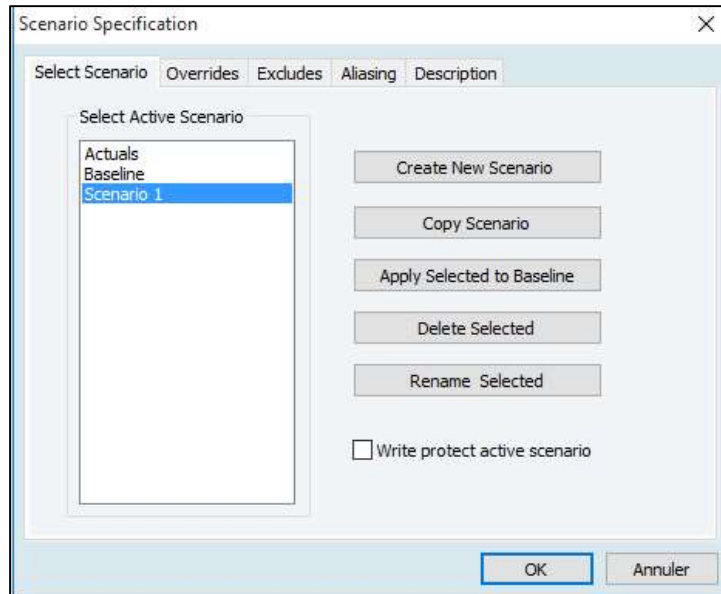 Scenario Specification
Select Scenario Overrides Excludes Aliasing Description
Select Active Scenario
Actuals
Baseline
Scenario 1
Create New Scenario
Copy Scenario
Apply Selected to Baseline
Delete Selected
Rename Selected
Write protect active scenario
OK Annuler